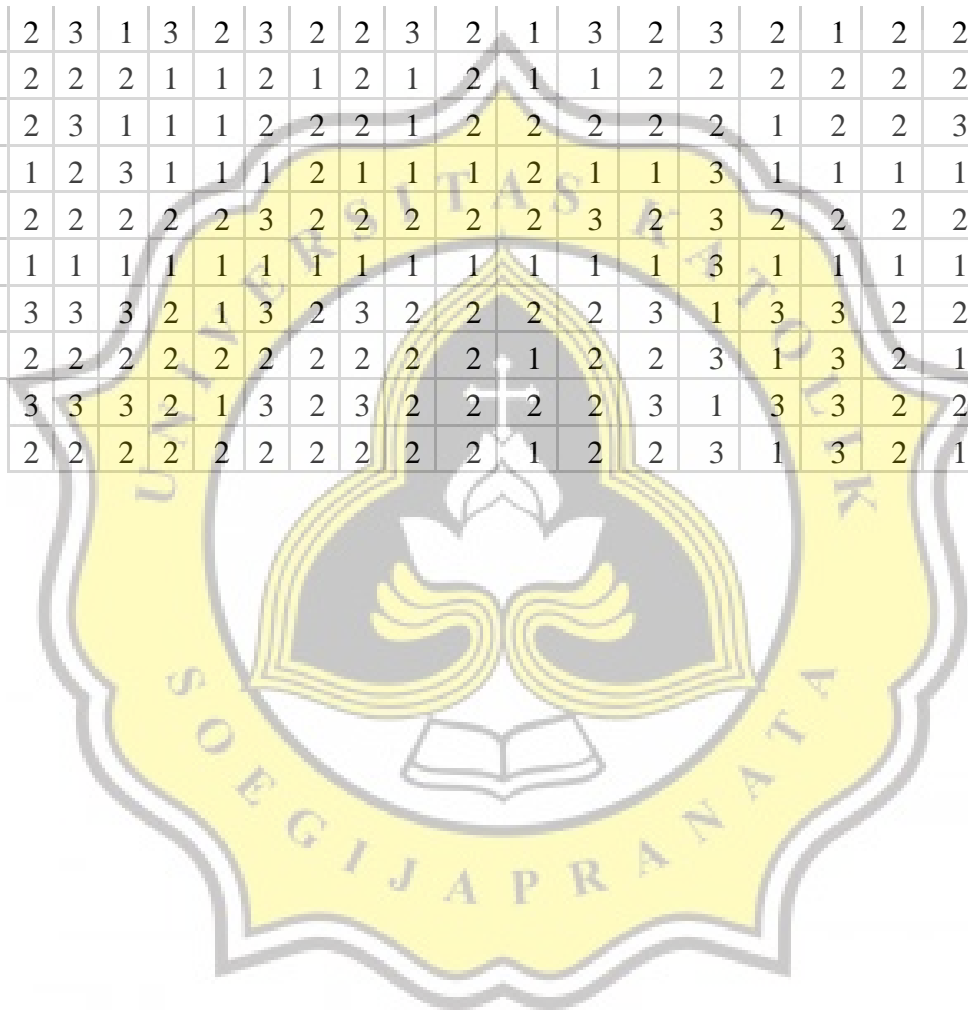 2 3 1 3 2 3 2 2 3 2 1 3 2 3 2 1 2 2
2 2 2 1 1 2 1 2 1 2 1 1 2 2 2 2 2 2
2 3 1 1 1 2 2 2 1 2 2 2 2 2 1 2 2 3
1 2 3 1 1 1 2 1 1 1 2 1 1 3 1 1 1 1
2 2 2 2 2 3 2 2 2 2 2 3 2 3 2 2 2 2
1 1 1 1 1 1 1 1 1 1 1 1 1 3 1 1 1 1
3 3 3 2 1 3 2 3 2 2 2 2 3 1 3 3 2 2
2 2 2 2 2 2 2 2 2 2 1 2 2 3 1 3 2 1
3 3 3 2 1 3 2 3 2 2 2 2 3 1 3 3 2 2
2 2 2 2 2 2 2 2 2 2 1 2 2 3 1 3 2 1
UNIVERSITAS KATOLIK
SOEGIJAPRANATA